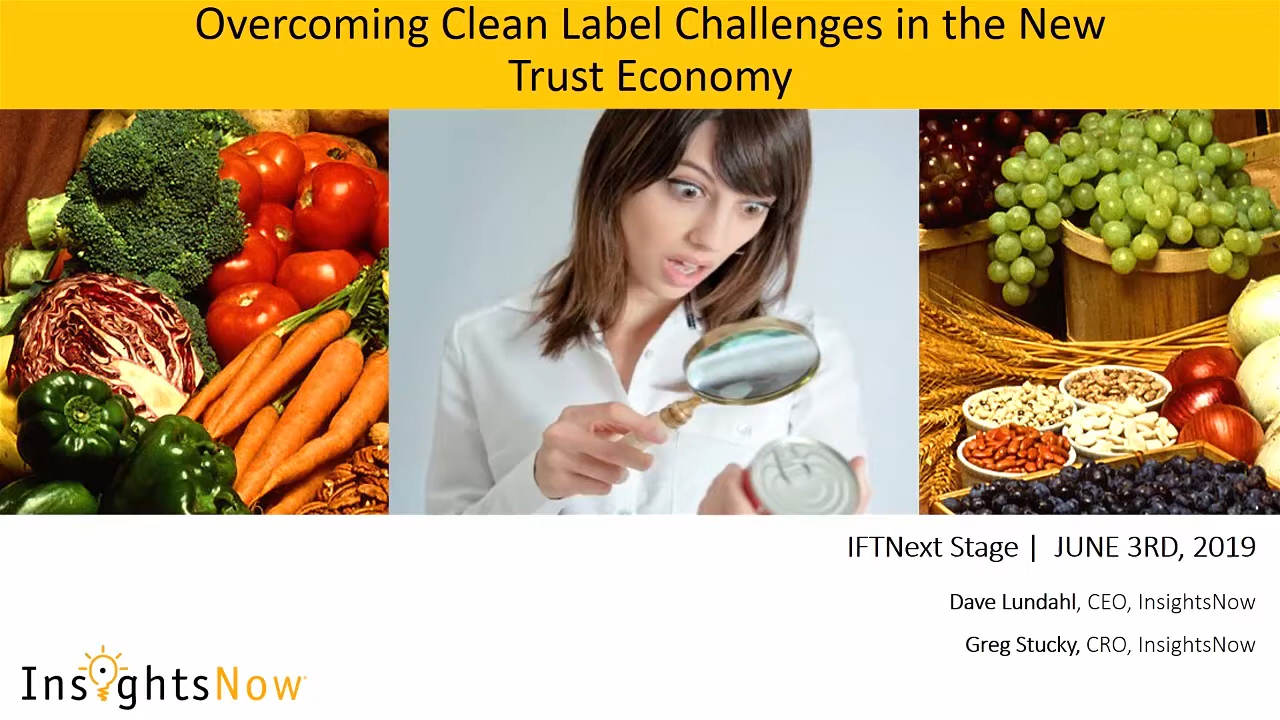 Overcoming Clean Label Challenges in the New
Trust Economy
IFTNext Stage | JUNE 3RD, 2019
Dave Lundahl, CEO, InsightsNow
Greg Stucky, CRO, InsightsNow
InsightsNow